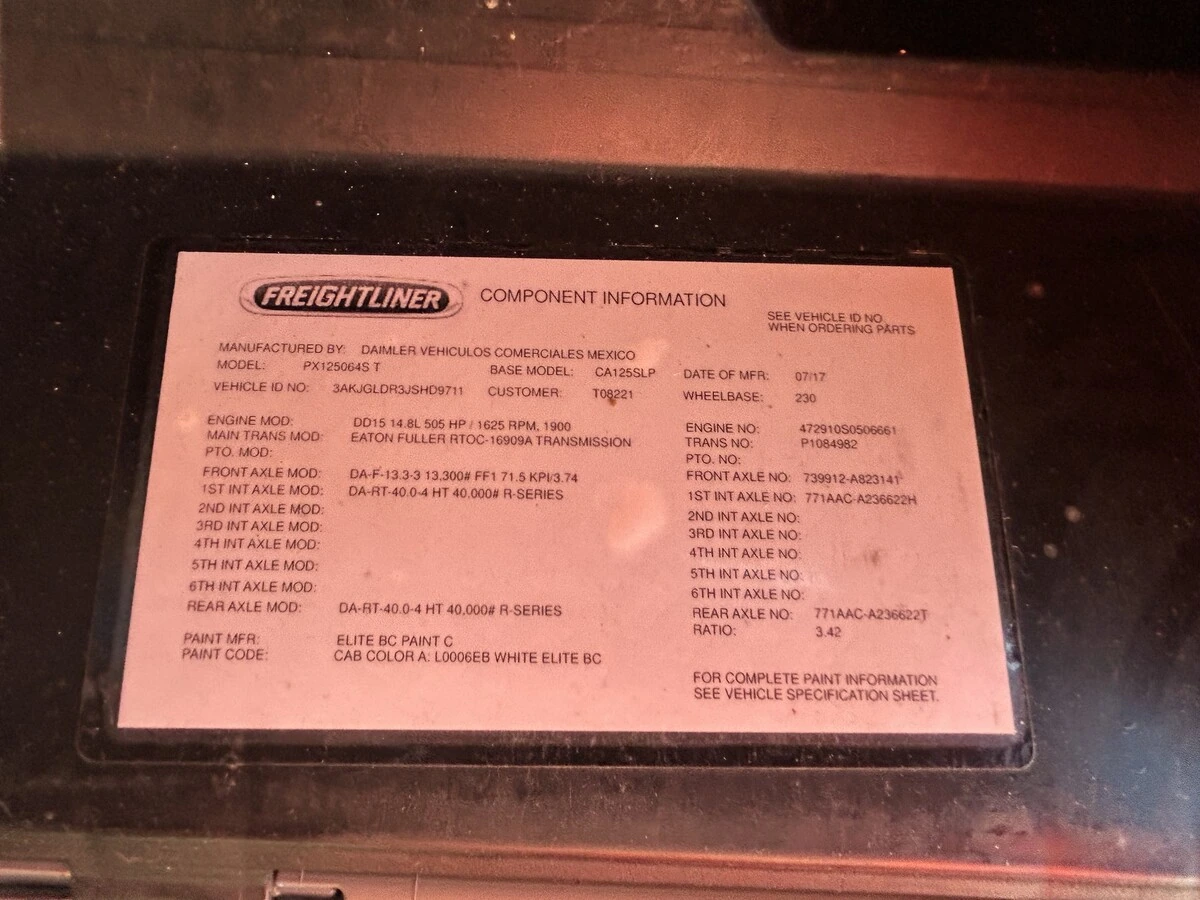 FREIGHTLINER COMPONENT INFORMATION
SEE VEHICLE ID NO.
WHEN ORDERING PARTS
MANUFACTURED BY: DAIMLER VEHICULOS COMERCIALES MEXICO
MODEL: PX125064S T BASE MODEL: CA125SLP DATE OF MFR: 07/17
VEHICLE ID NO: 3AKJGLDR3JSHD9711 CUSTOMER: T08221 WHEELBASE: 230
ENGINE MOD: DD15 14.8L 505 HP / 1625 RPM, 1900 ENGINE NO: 472910S0506661
MAIN TRANS MOD: EATON FULLER RTOC-16909A TRANSMISSION TRANS NO: P1084982
PTO. MOD: PTO. NO:
FRONT AXLE MOD: DA-F-13.3-3 13,300# FF1 71.5 KPI/3.74 FRONT AXLE NO: 739912-A823141
1ST INT AXLE MOD: DA-RT-40.0-4 HT 40,000# R-SERIES 1ST INT AXLE NO: 771AAC-A236622H
2ND INT AXLE MOD: 2ND INT AXLE NO:
3RD INT AXLE MOD: 3RD INT AXLE NO:
4TH INT AXLE MOD: 4TH INT AXLE NO:
5TH INT AXLE MOD: 5TH INT AXLE NO:
6TH INT AXLE MOD: 6TH INT AXLE NO:
REAR AXLE MOD: DA-RT-40.0-4 HT 40,000# R-SERIES REAR AXLE NO: 771AAC-A236622T
RATIO: 3.42
PAINT MFR: ELITE BC PAINT C
PAINT CODE: CAB COLOR A: L0006EB WHITE ELITE BC
FOR COMPLETE PAINT INFORMATION
SEE VEHICLE SPECIFICATION SHEET.